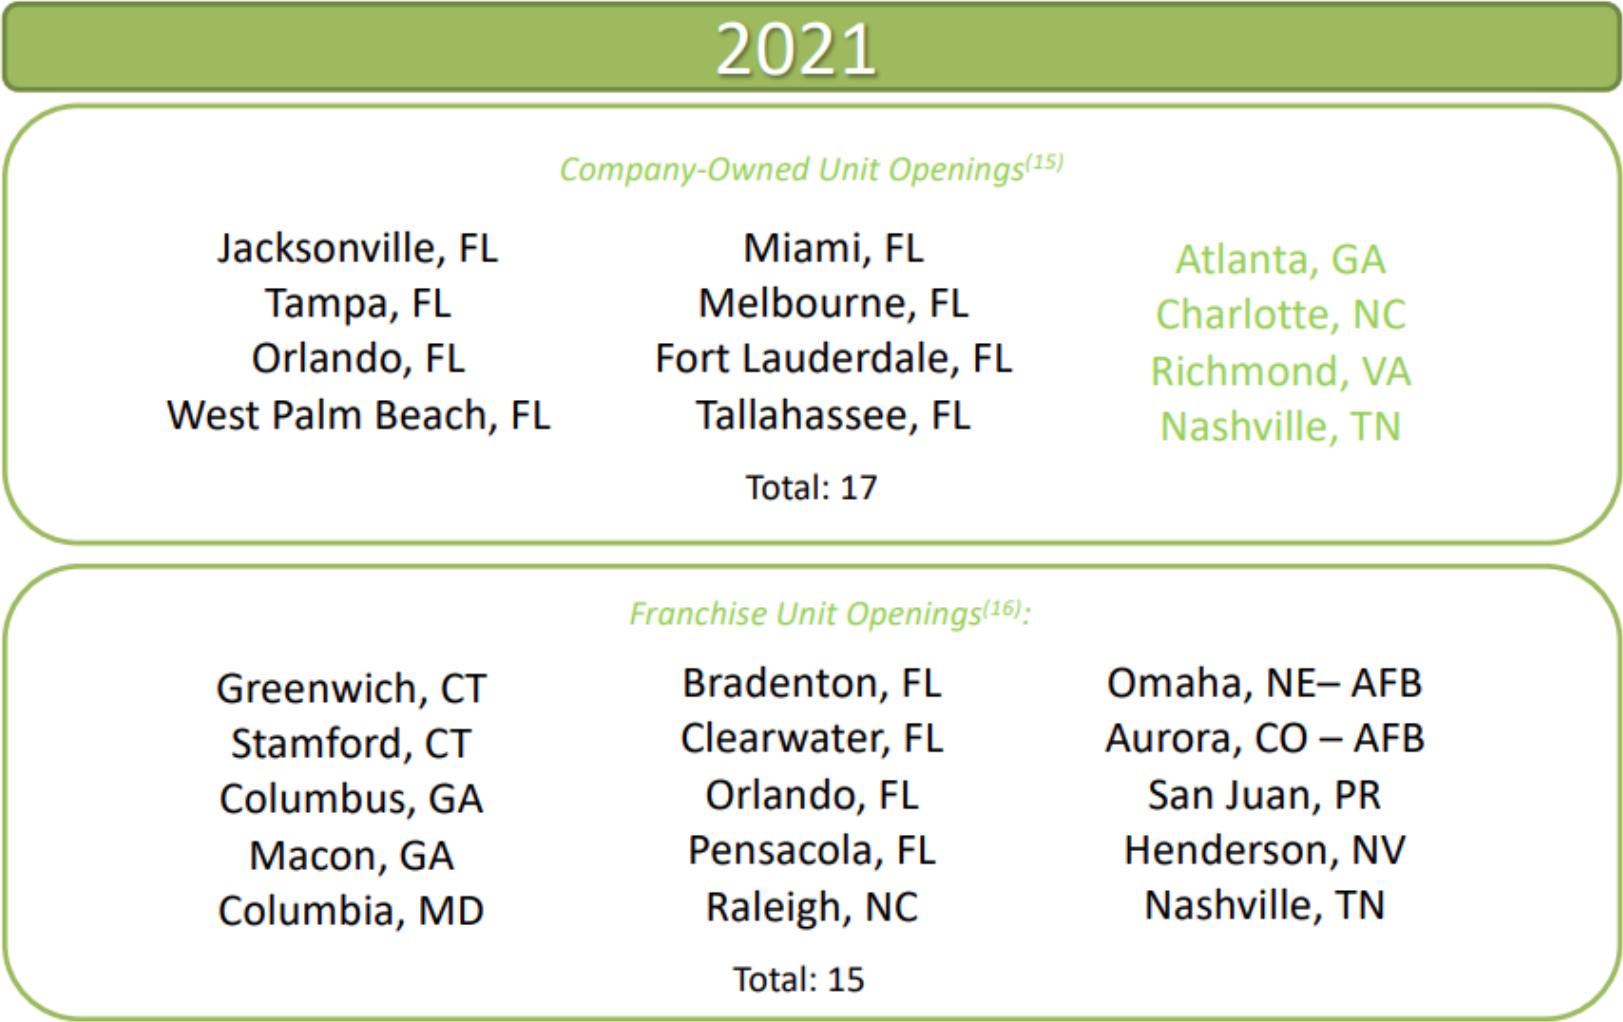 2021
Company-Owned Unit Openings(15)
Jacksonville, FL
Tampa, FL
Orlando, FL
West Palm Beach, FL
Miami, FL
Melbourne, FL
Fort Lauderdale, FL
Tallahassee, FL
Atlanta, GA
Charlotte, NC
Richmond, VA
Nashville, TN
Total: 17
Franchise Unit Openings(16):
Greenwich, CT
Stamford, CT
Columbus, GA
Macon, GA
Columbia, MD
Bradenton, FL
Clearwater, FL
Orlando, FL
Pensacola, FL
Raleigh, NC
Omaha, NE– AFB
Aurora, CO – AFB
San Juan, PR
Henderson, NV
Nashville, TN
Total: 15